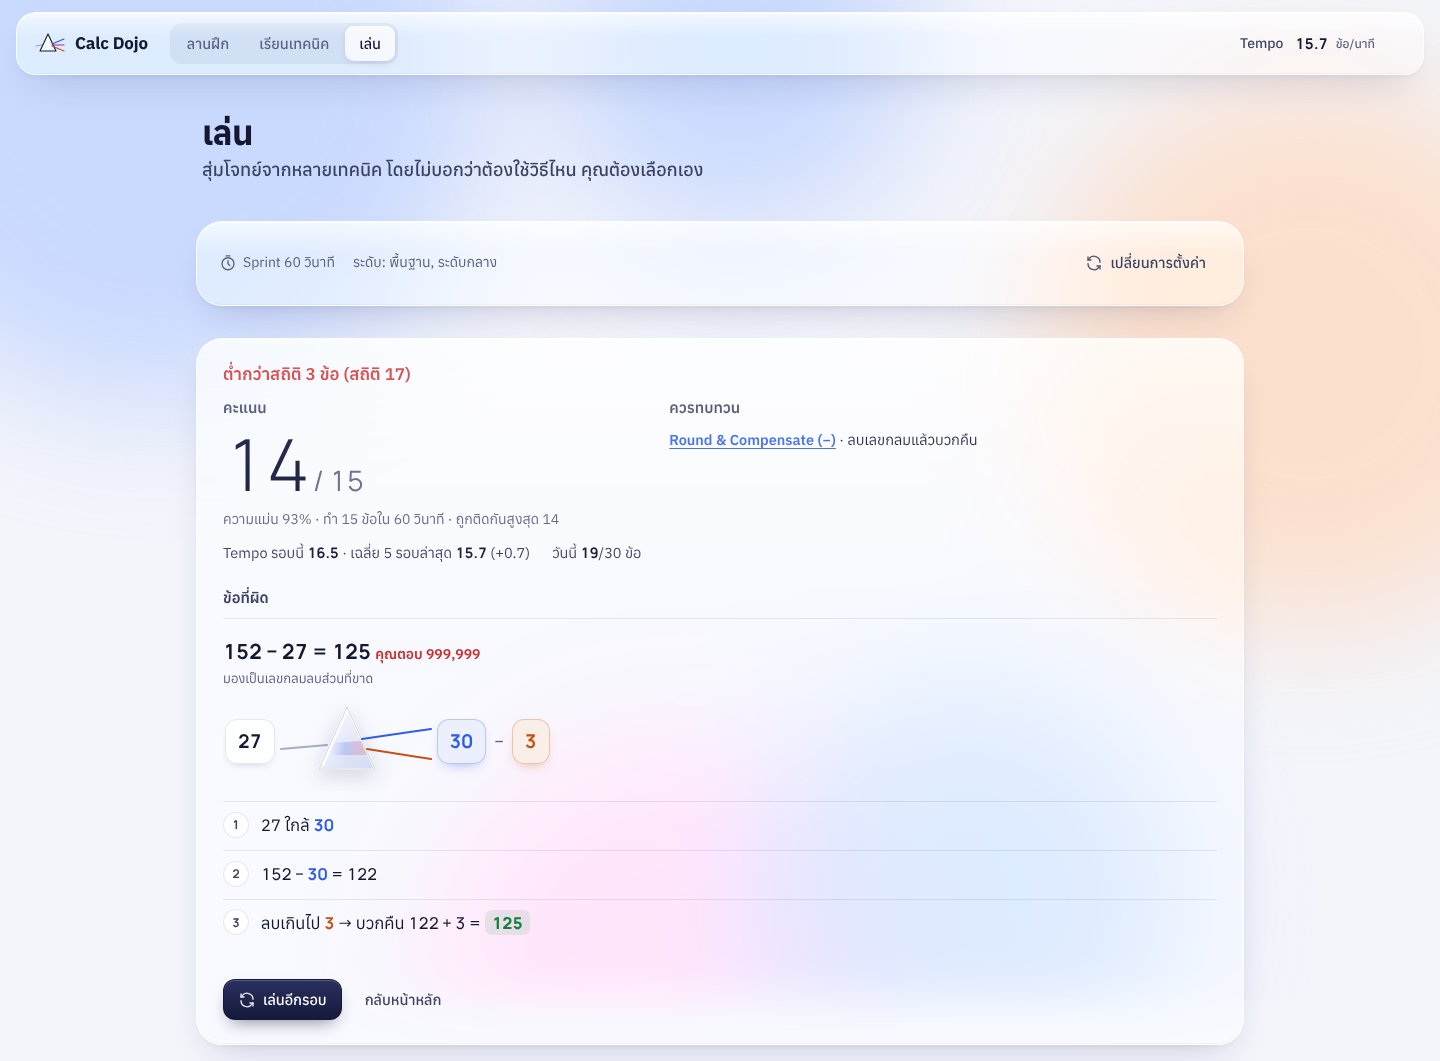 Calc Dojo ลานฝึก เรียนเทคนิค เล่น Tempo 15.7 ข้อ/นาที
เล่น
สุ่มโจทย์จากหลายเทคนิค โดยไม่บอกว่าต้องใช้วิธีไหน คุณต้องเลือกเอง
Sprint 60 วินาที ระดับ: พื้นฐาน, ระดับกลาง เปลี่ยนการตั้งค่า
ต่ำกว่าสถิติ 3 ข้อ (สถิติ 17)
คะแนน
14 / 15
ความแม่น 93% · ทำ 15 ข้อใน 60 วินาที · ถูกติดกันสูงสุด 14
Tempo รอบนี้ 16.5 · เฉลี่ย 5 รอบล่าสุด 15.7 (+0.7) วันนี้ 19/30 ข้อ
ควรทบทวน
Round & Compensate (−) · ลบเลขกลมแล้วบวกคืน
ข้อที่ผิด
152 − 27 = 125 คุณตอบ 999,999
มองเป็นเลขกลมลบส่วนที่ขาด
27 30 − 3
1 27 ใกล้ 30
2 152 − 30 = 122
3 ลบเกินไป 3 → บวกคืน 122 + 3 = 125
เล่นอีกรอบ กลับหน้าหลัก